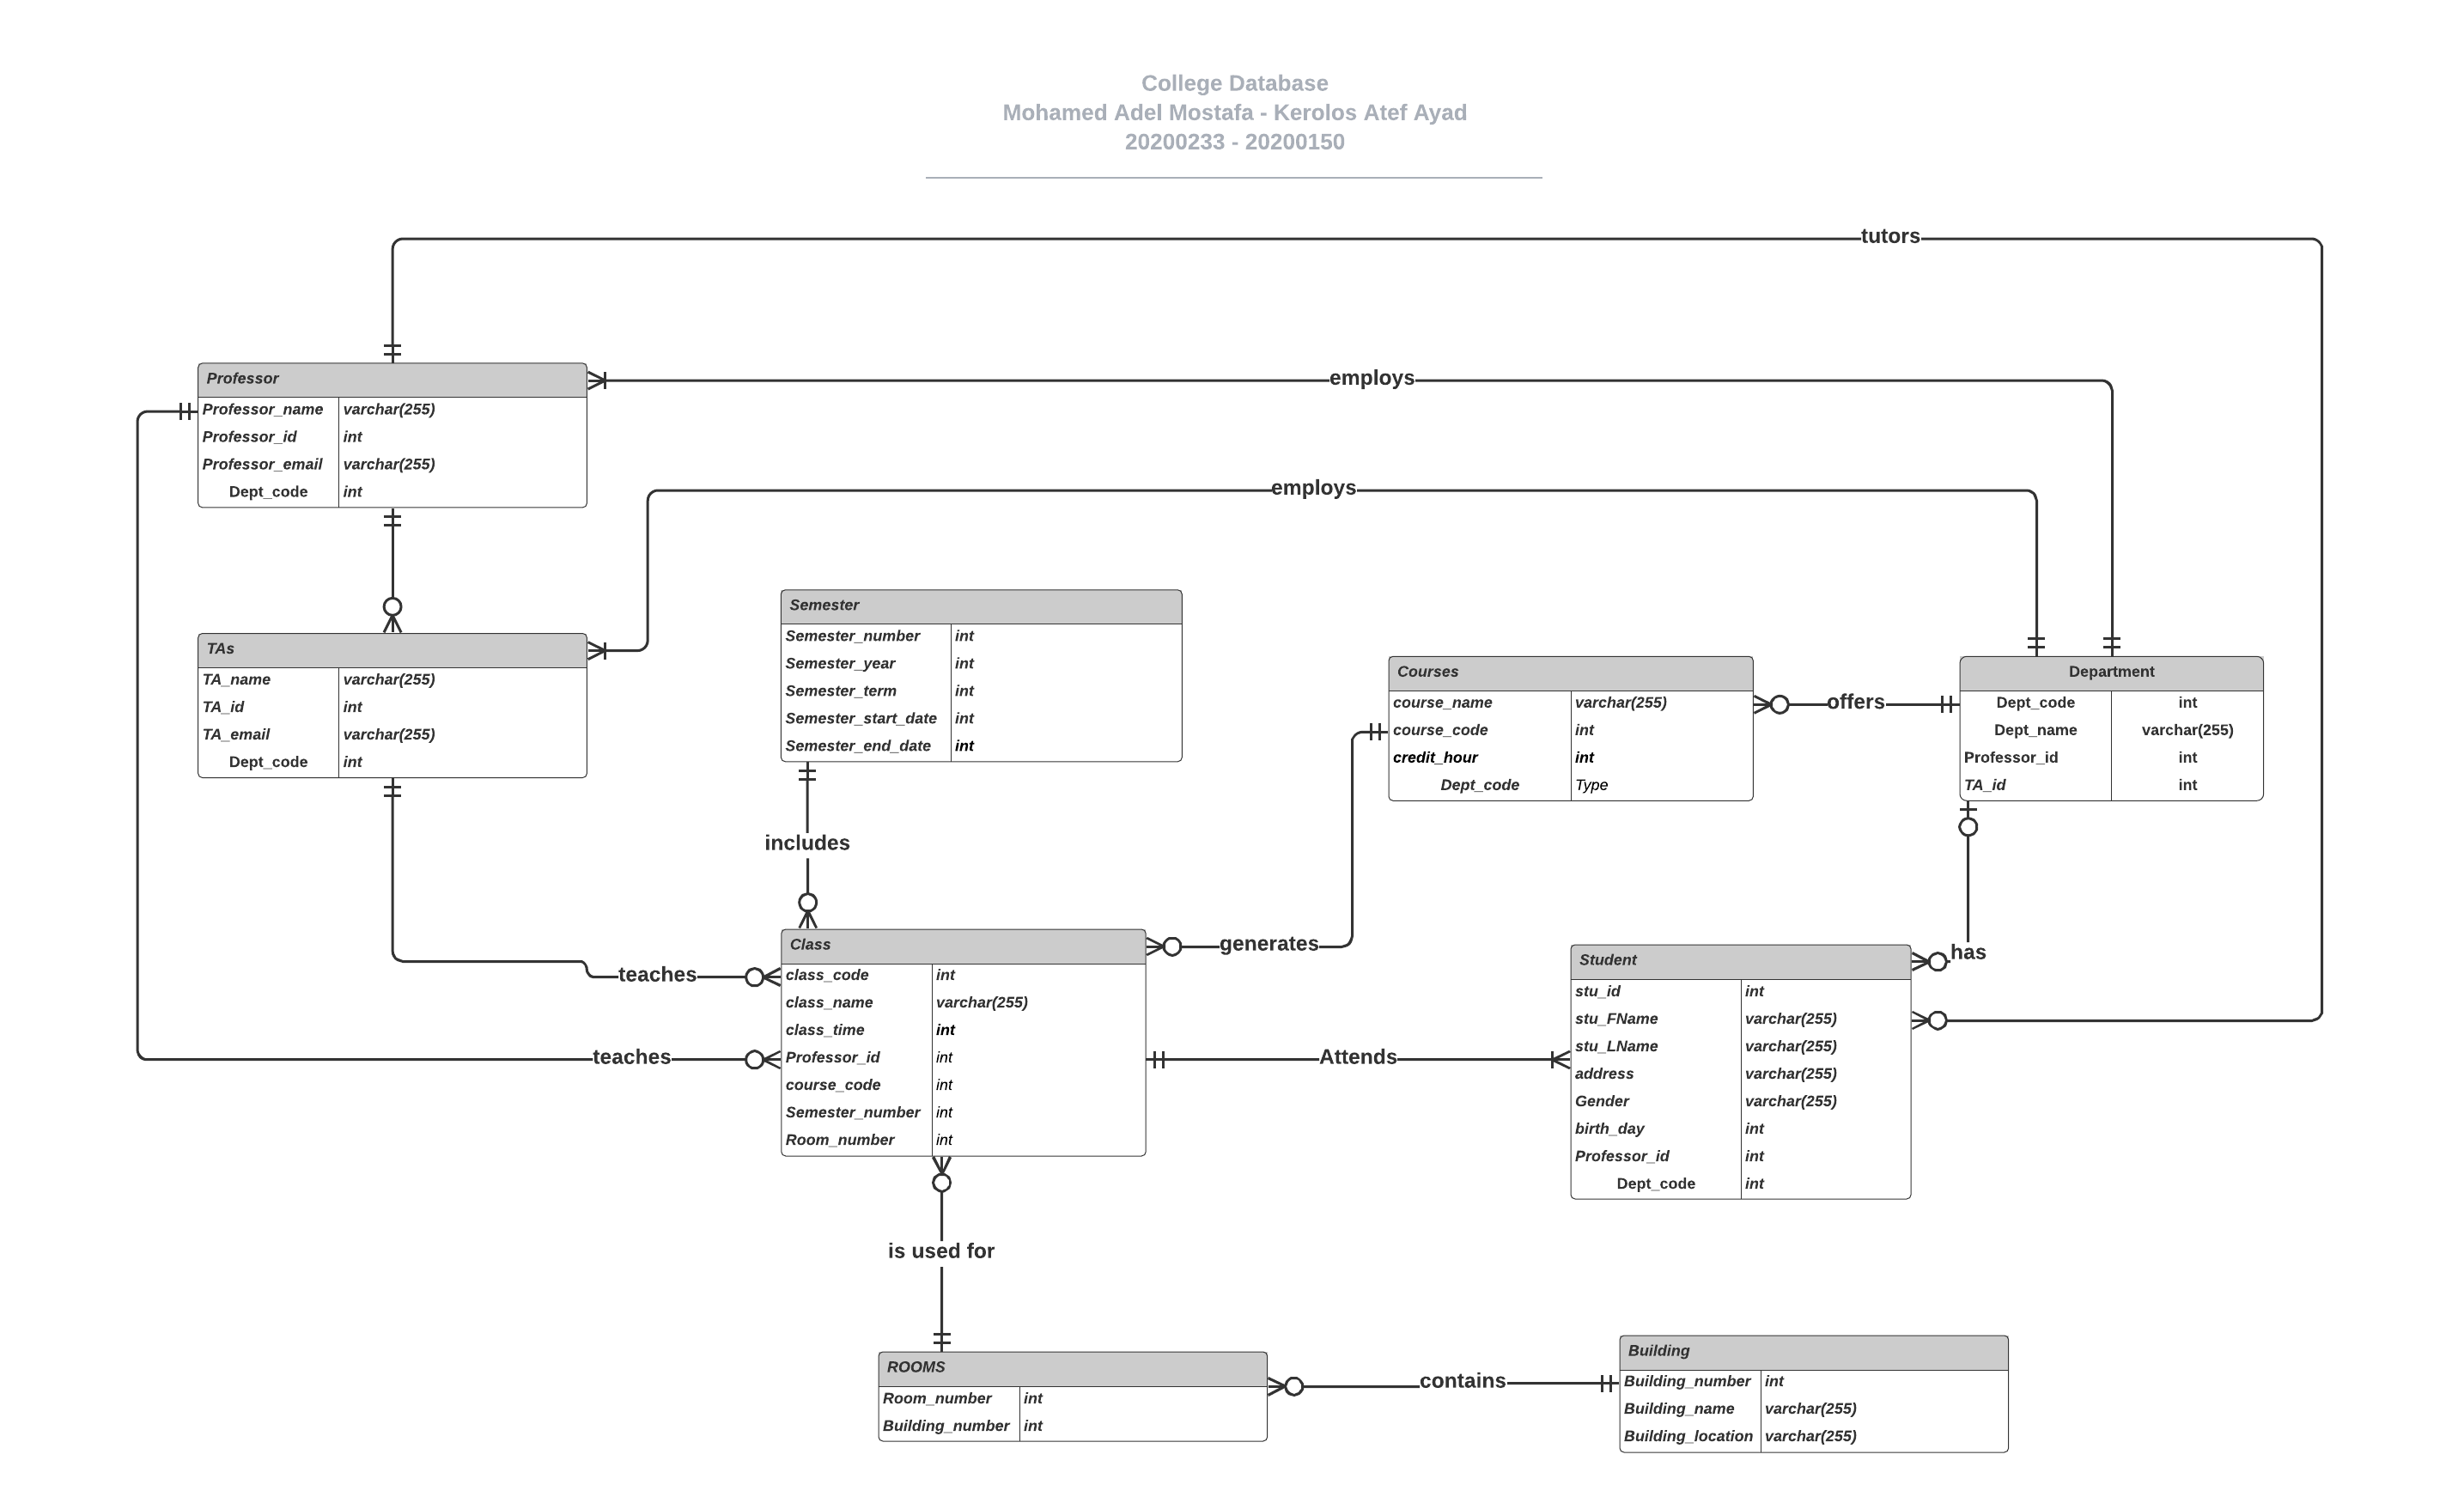 College Database
Mohamed Adel Mostafa - Kerolos Atef Ayad
20200233 - 20200150
tutors
employs
employs
Professor
Professor_name varchar(255)
Professor_id int
Professor_email varchar(255)
Dept_code int
TAs
TA_name varchar(255)
TA_id int
TA_email varchar(255)
Dept_code int
Semester
Semester_number int
Semester_year int
Semester_term int
Semester_start_date int
Semester_end_date int
Courses
course_name varchar(255)
course_code int
credit_hour int
Dept_code Type
offers
Department
Dept_code int
Dept_name varchar(255)
Professor_id int
TA_id int
includes
generates
has
teaches
teaches
Class
class_code int
class_name varchar(255)
class_time int
Professor_id int
course_code int
Semester_number int
Room_number int
Attends
Student
stu_id int
stu_FName varchar(255)
stu_LName varchar(255)
address varchar(255)
Gender varchar(255)
birth_day int
Professor_id int
Dept_code int
is used for
ROOMS
Room_number int
Building_number int
contains
Building
Building_number int
Building_name varchar(255)
Building_location varchar(255)